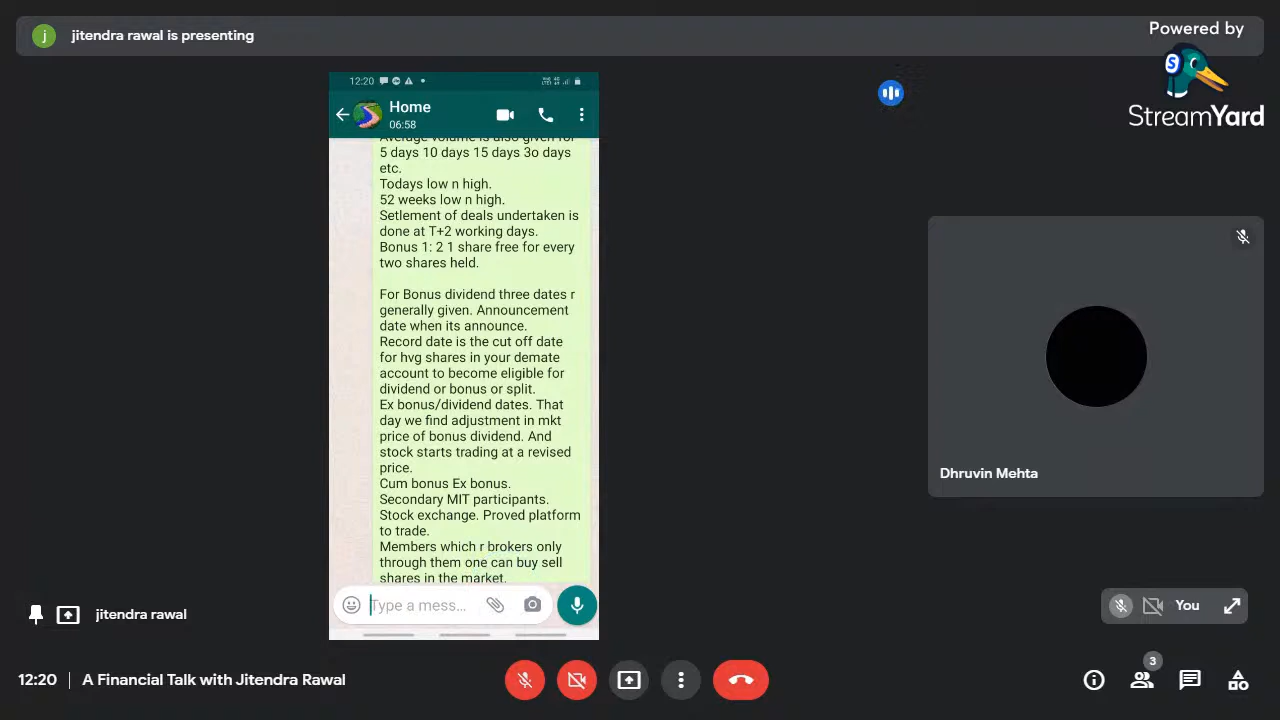 j jitendra rawal is presenting
Powered by
StreamYard
12:20
Home
06:58
Average volume is also given for
5 days 10 days 15 days 3o days
etc.
Todays low n high.
52 weeks low n high.
Setlement of deals undertaken is
done at T+2 working days.
Bonus 1: 2 1 share free for every
two shares held.
For Bonus dividend three dates r
generally given. Announcement
date when its announce.
Record date is the cut off date
for hvg shares in your demate
account to become eligible for
dividend or bonus or split.
Ex bonus/dividend dates. That
day we find adjustment in mkt
price of bonus dividend. And
stock starts trading at a revised
price.
Cum bonus Ex bonus.
Secondary MIT participants.
Stock exchange. Proved platform
to trade.
Members which r brokers only
through them one can buy sell
shares in the market.
Type a mess...
Dhruvin Mehta
You
jitendra rawal
12:20 | A Financial Talk with Jitendra Rawal
3